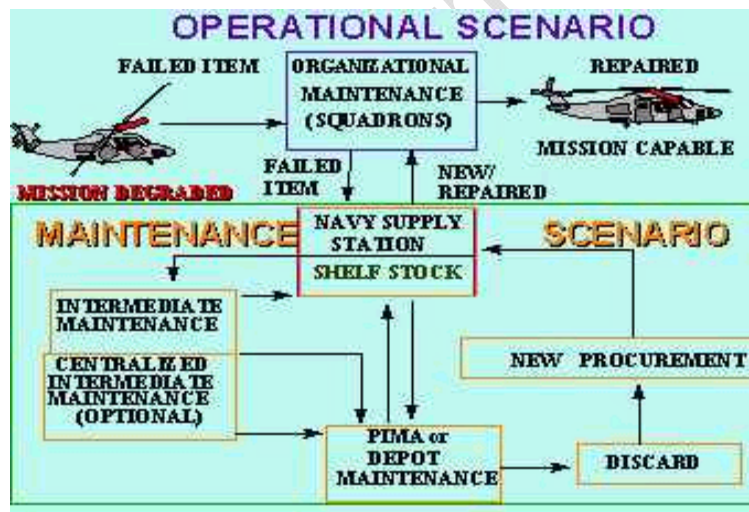 OPERATIONAL SCENARIO
FAILED ITEM
ORGANIZATIONAL
MAINTENANCE
(SQUADRONS)
REPAIRED
MISSION CAPABLE
MISSION DEGRADED
FAILED
ITEM
NEW/
REPAIRED
MAINTENANCE
SCENARIO
NAVY SUPPLY
STATION
SHELF STOCK
INTERMEDIATE
MAINTENANCE
CENTRALIZED
INTERMEDIATE
MAINTENANCE
(OPTIONAL)
NEW PROCUREMENT
PIMA or
DEPOT
MAINTENANCE
DISCARD